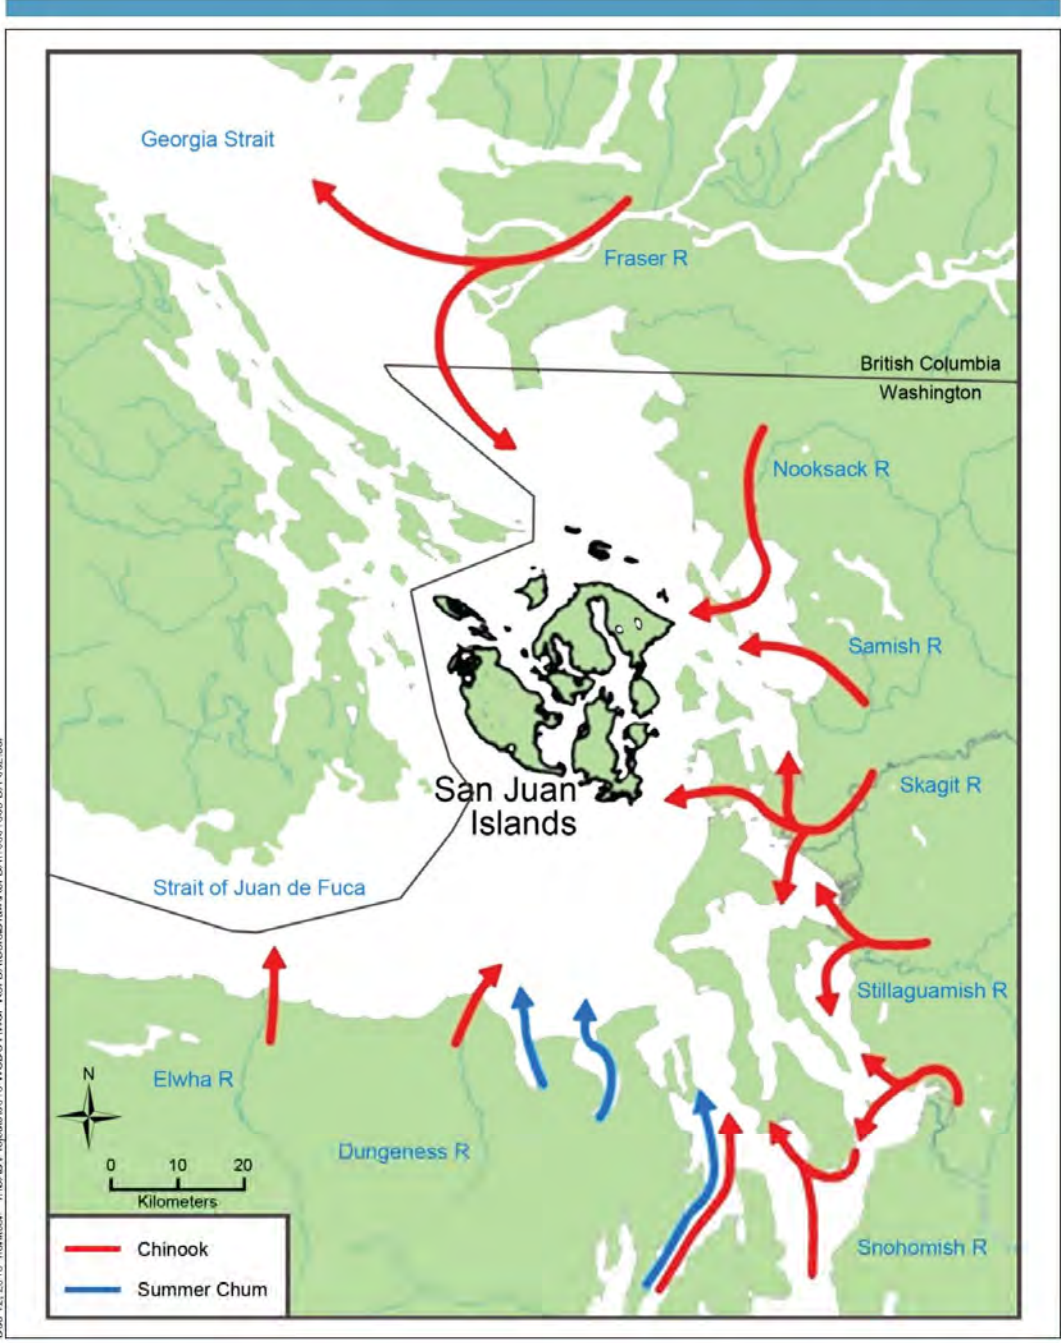 Georgia Strait
Fraser R
British Columbia
Washington
Nooksack R
Samish R
Skagit R
San Juan
Islands
Strait of Juan de Fuca
Stillaguamish R
N
Elwha R
Dungeness R
0 10 20
Kilometers
Snohomish R
Chinook
Summer Chum